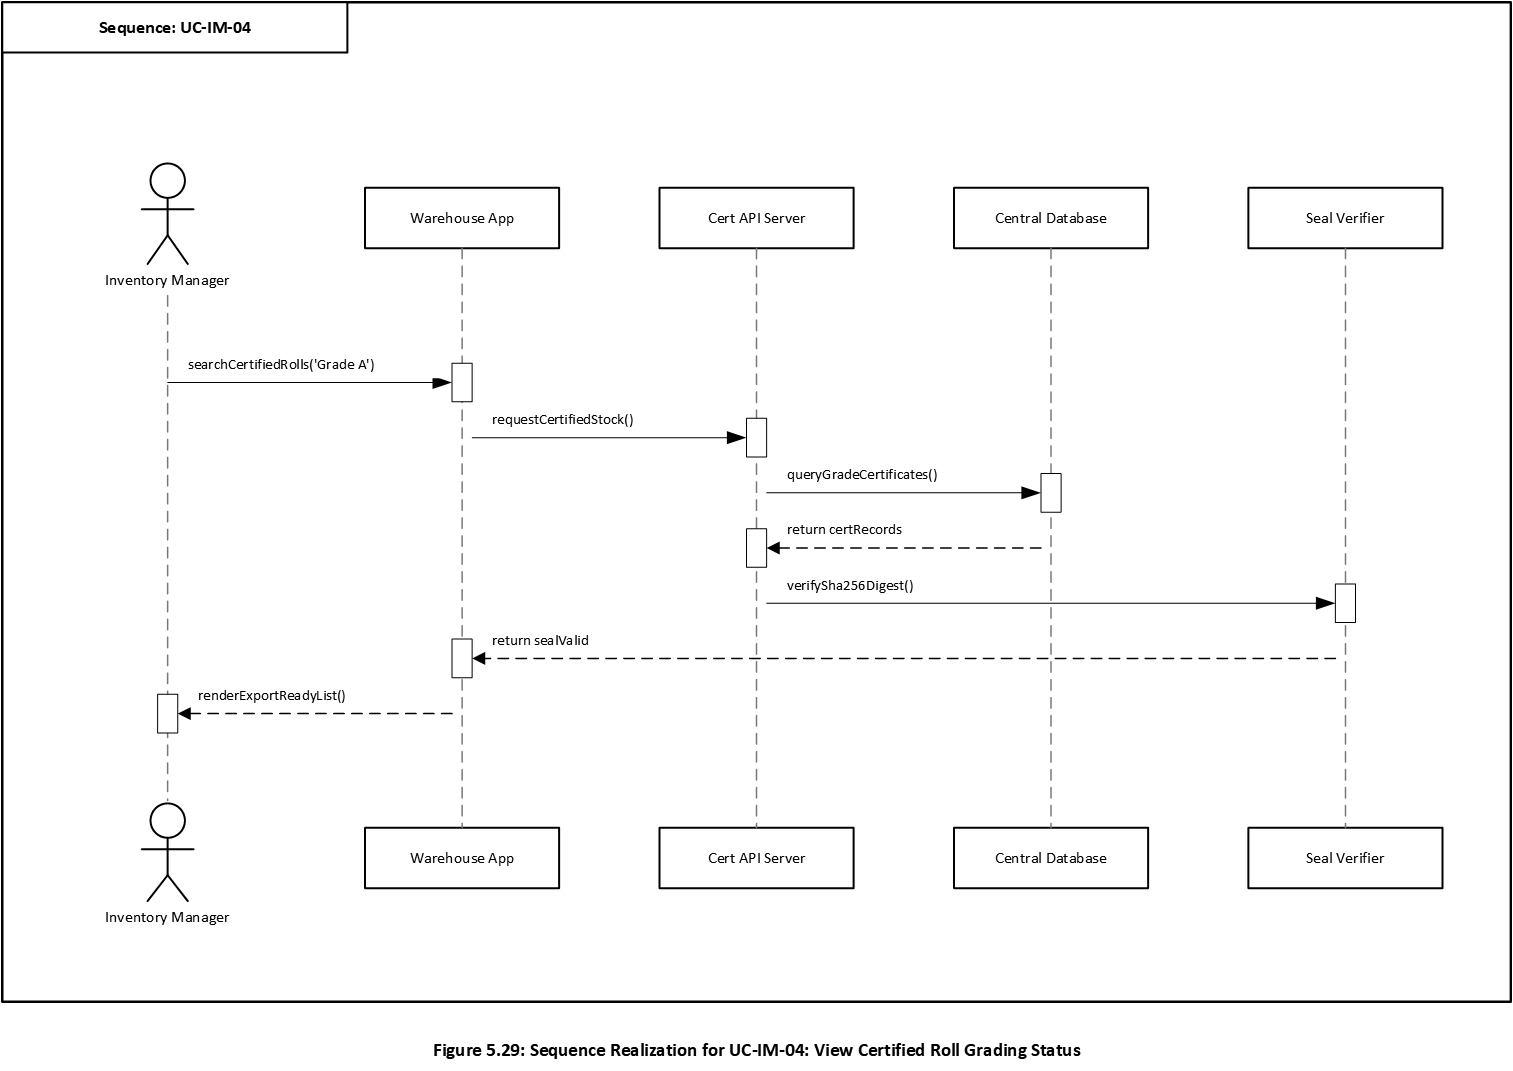 Sequence: UC-IM-04
Inventory Manager
Warehouse App
Cert API Server
Central Database
Seal Verifier
searchCertifiedRolls('Grade A')
requestCertifiedStock()
queryGradeCertificates()
return certRecords
verifySha256Digest()
return sealValid
renderExportReadyList()
Inventory Manager
Warehouse App
Cert API Server
Central Database
Seal Verifier
Figure 5.29: Sequence Realization for UC-IM-04: View Certified Roll Grading Status